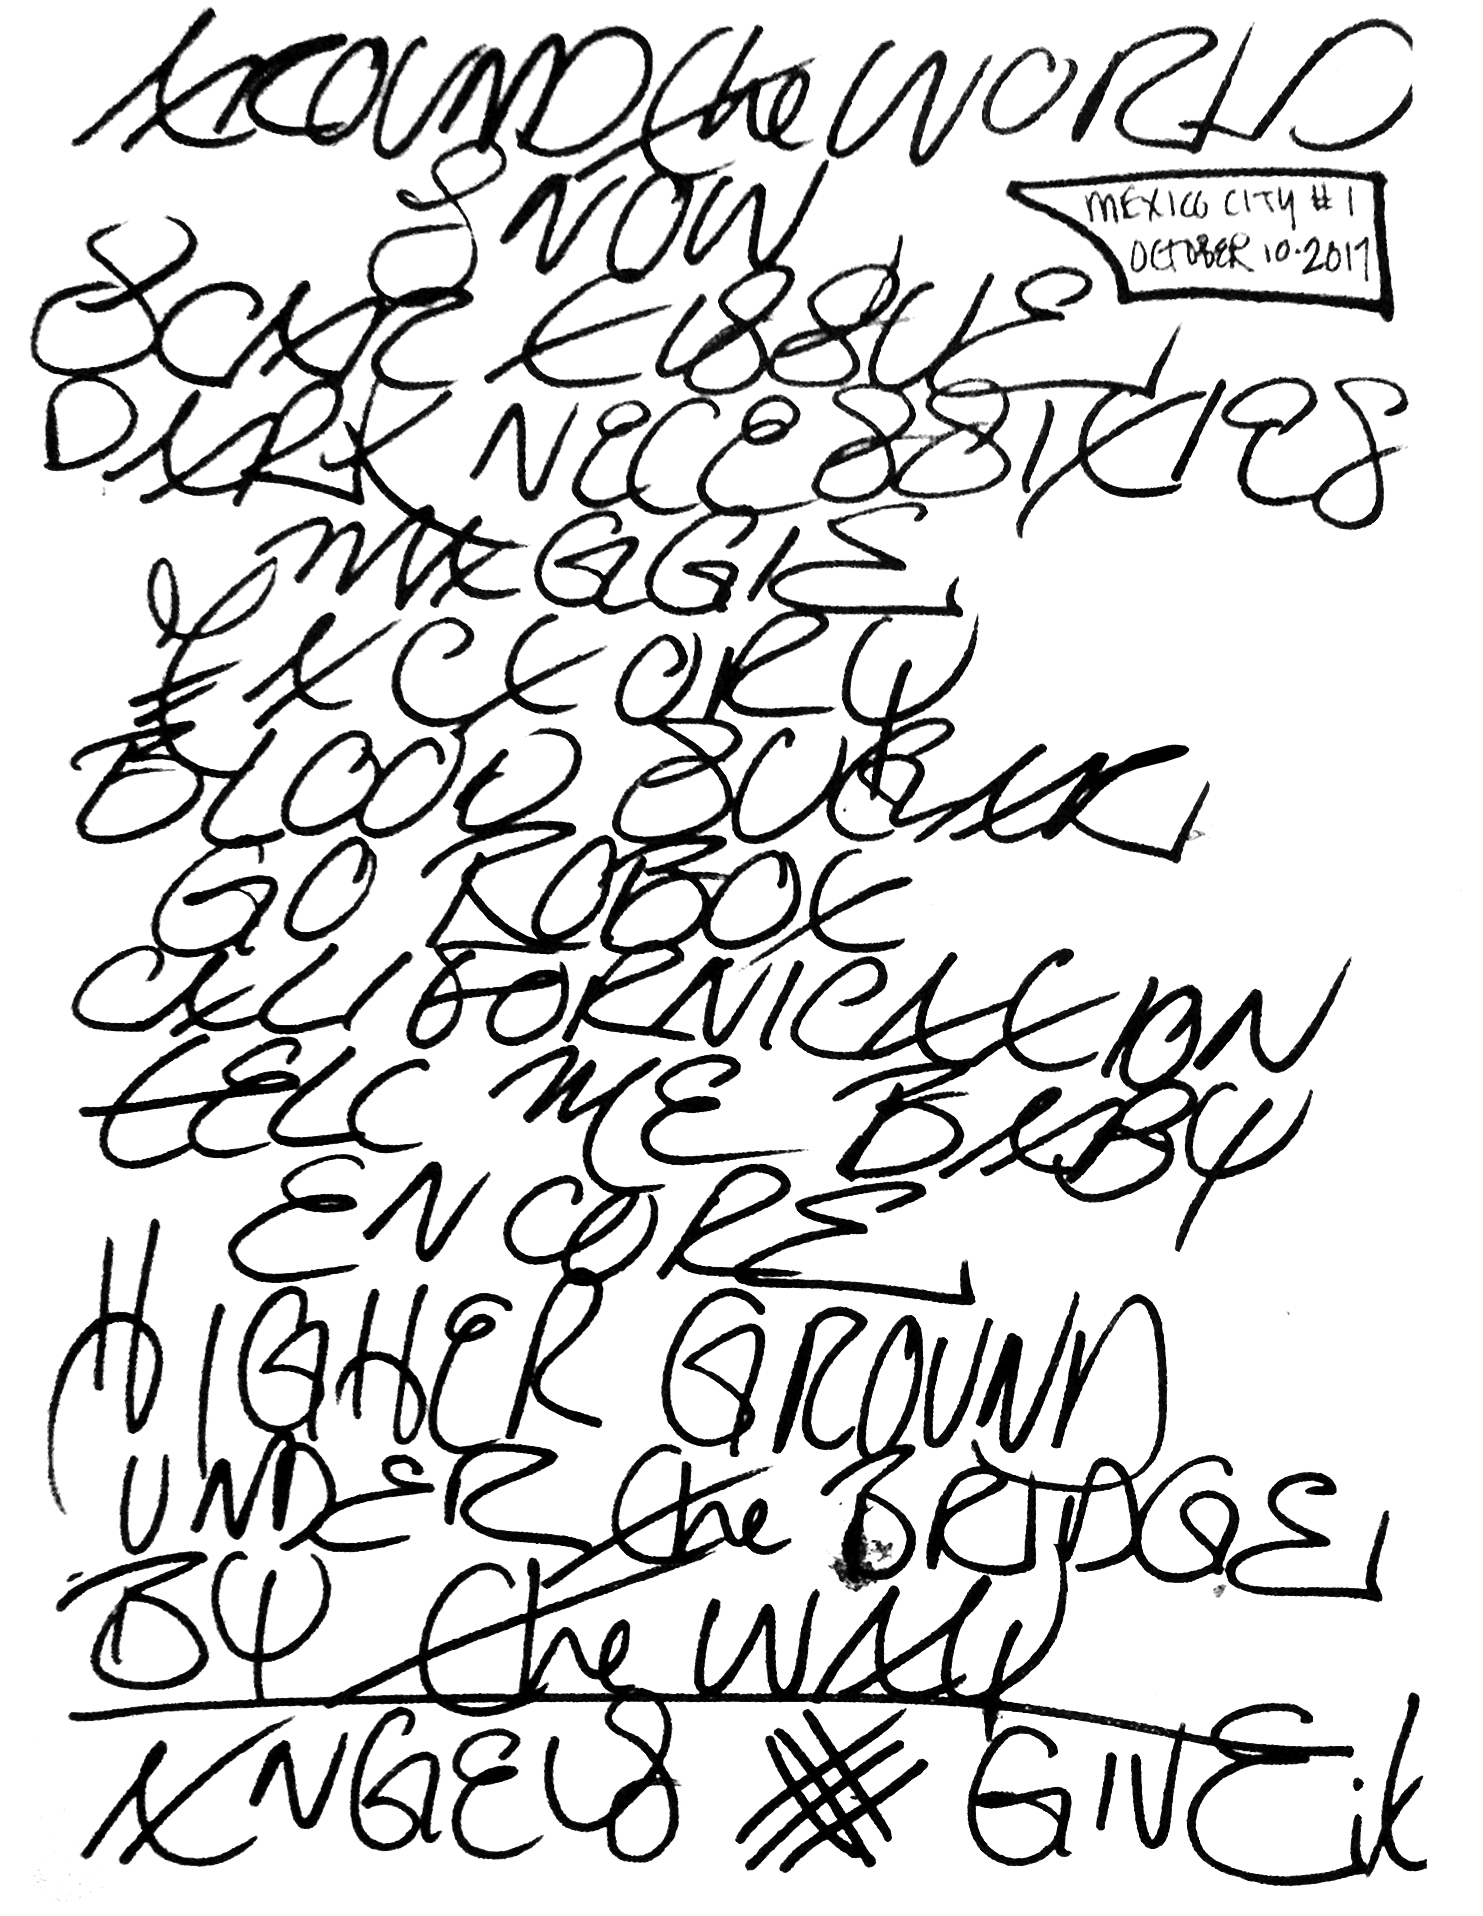 AROUND the WORLD
SNOW
MEXICO CITY #1
OCTOBER 10·2017
SCAR TISSUE
DARK NECESSITIES
MAGGIE
FACTORY
BLOOD SUGAR
GO ROBOT
CALIFORNICATION
TELL ME BABY
ENCORE
HIGHER GROUND
UNDER the BRIDGE
BY the WAY
ANGELS # GIVE it